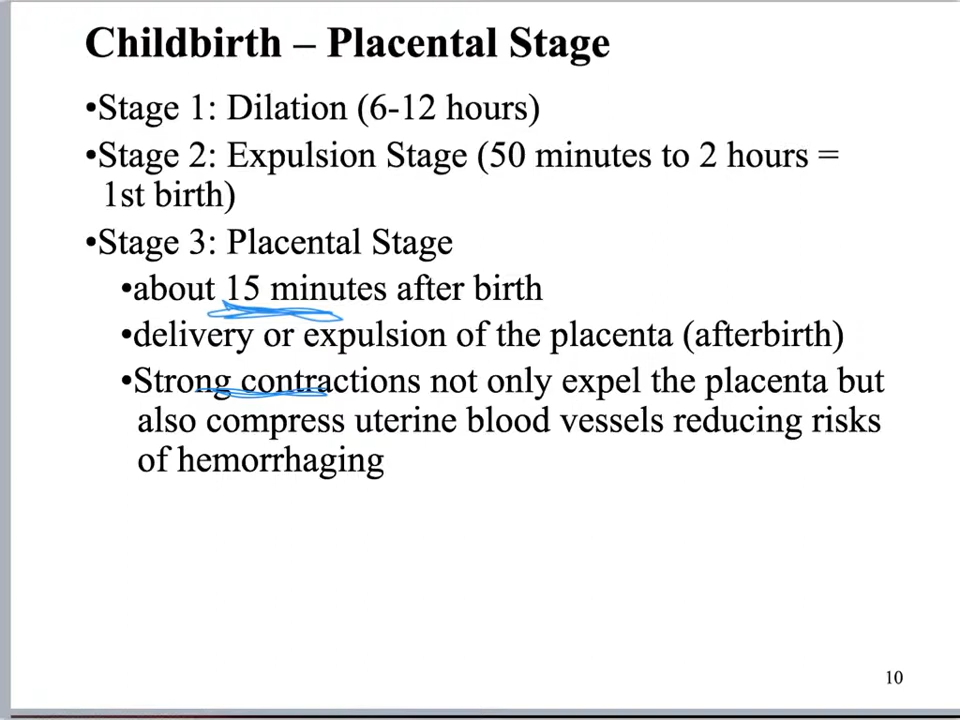 Childbirth – Placental Stage
•Stage 1: Dilation (6-12 hours)
•Stage 2: Expulsion Stage (50 minutes to 2 hours =
1st birth)
•Stage 3: Placental Stage
•about 15 minutes after birth
•delivery or expulsion of the placenta (afterbirth)
•Strong contractions not only expel the placenta but
also compress uterine blood vessels reducing risks
of hemorrhaging
10